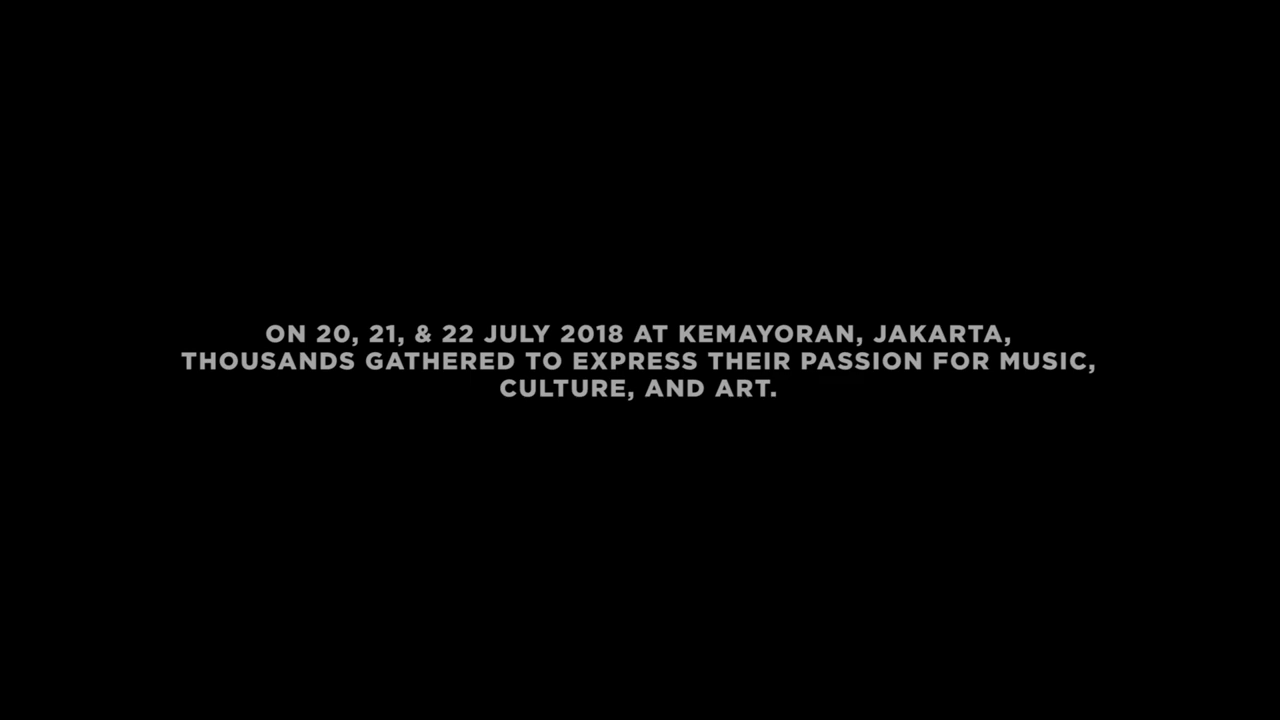 ON 20, 21, & 22 JULY 2018 AT KEMAYORAN, JAKARTA,
THOUSANDS GATHERED TO EXPRESS THEIR PASSION FOR MUSIC,
CULTURE, AND ART.